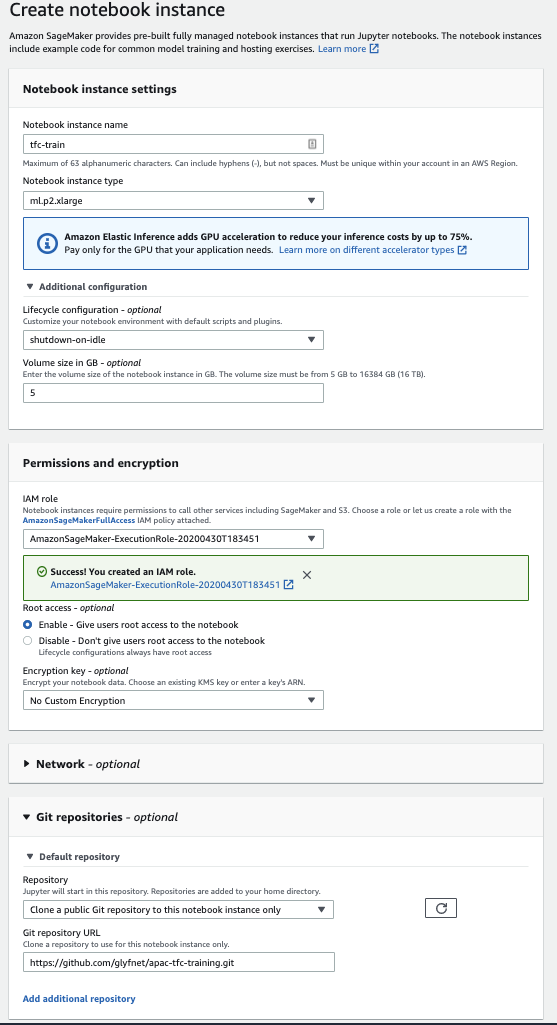 Create notebook instance
Amazon SageMaker provides pre-built fully managed notebook instances that run Jupyter notebooks. The notebook instances
include example code for common model training and hosting exercises. Learn more
Notebook instance settings
Notebook instance name
tfc-train
Maximum of 63 alphanumeric characters. Can include hyphens (-), but not spaces. Must be unique within your account in an AWS Region.
Notebook instance type
ml.p2.xlarge
Amazon Elastic Inference adds GPU acceleration to reduce your inference costs by up to 75%.
Pay only for the GPU that your application needs. Learn more on different accelerator types
Additional configuration
Lifecycle configuration - optional
Customize your notebook environment with default scripts and plugins.
shutdown-on-idle
Volume size in GB - optional
Enter the volume size of the notebook instance in GB. The volume size must be from 5 GB to 16384 GB (16 TB).
5
Permissions and encryption
IAM role
Notebook instances require permissions to call other services including SageMaker and S3. Choose a role or let us create a role with the
AmazonSageMakerFullAccess IAM policy attached.
AmazonSageMaker-ExecutionRole-20200430T183451
Success! You created an IAM role.
AmazonSageMaker-ExecutionRole-20200430T183451
Root access - optional
Enable - Give users root access to the notebook
Disable - Don't give users root access to the notebook
Lifecycle configurations always have root access
Encryption key - optional
Encrypt your notebook data. Choose an existing KMS key or enter a key's ARN.
No Custom Encryption
Network - optional
Git repositories - optional
Default repository
Repository
Jupyter will start in this repository. Repositories are added to your home directory.
Clone a public Git repository to this notebook instance only
Git repository URL
Clone a repository to use for this notebook instance only.
https://github.com/glyfnet/apac-tfc-training.git
Add additional repository